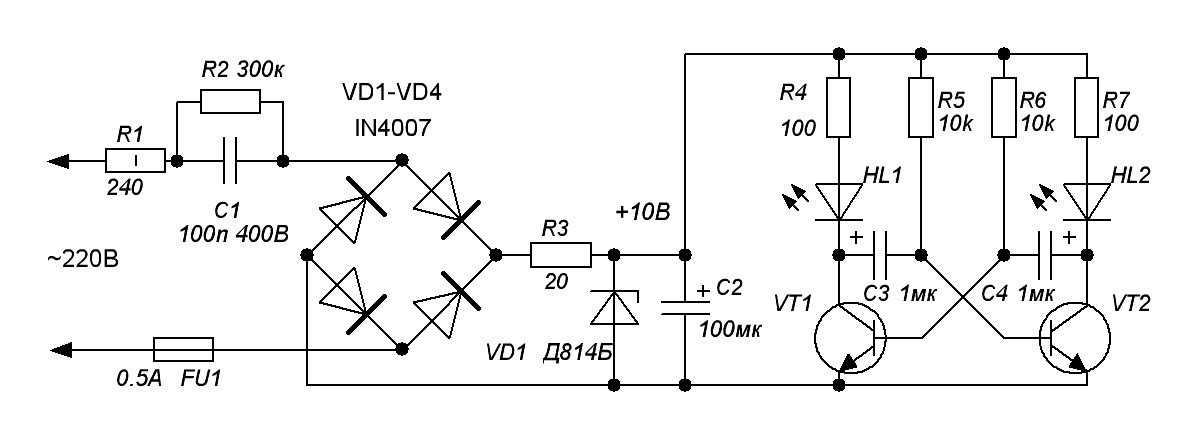 R2 300к
VD1-VD4
IN4007
R1
240
C1
100n 400В
~220В
0.5А FU1
R3
20
+10В
VD1 Д814Б
+ C2
100мк
R4
100
R5
10k
R6
10k
R7
100
HL1
HL2
+
C3 1мк
C4 1мк
+
VT1
VT2